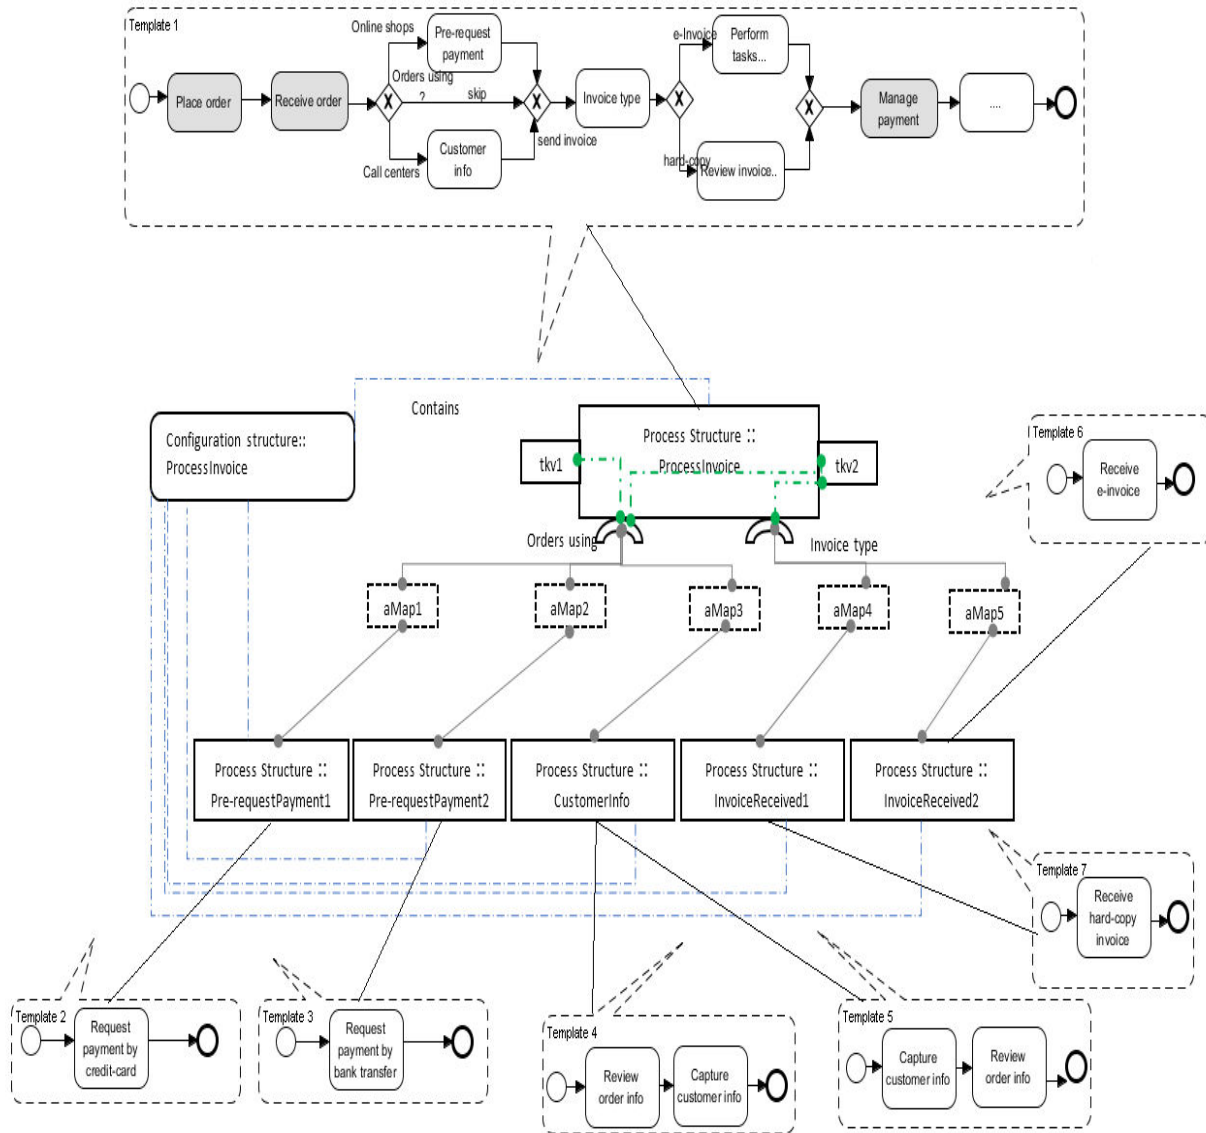 Template 1
Online shops
Pre-request
payment
e-Invoice
Perform
tasks...
Place order
Receive order
Orders using
?
skip
Invoice type
Manage
payment
....
Customer
info
send invoice
Call centers
hard-copy
Review invoice..
Contains
Configuration structure::
ProcessInvoice
Process Structure ::
ProcessInvoice
tkv1
tkv2
Template 6
Receive
e-invoice
Orders using
Invoice type
aMap1
aMap2
aMap3
aMap4
aMap5
Process Structure ::
Pre-requestPayment1
Process Structure ::
Pre-requestPayment2
Process Structure ::
CustomerInfo
Process Structure ::
InvoiceReceived1
Process Structure ::
InvoiceReceived2
Template 7
Receive
hard-copy
invoice
Template 2
Request
payment by
credit-card
Template 3
Request
payment by
bank transfer
Template 4
Review
order info
Capture
customer info
Template 5
Capture
customer info
Review
order info